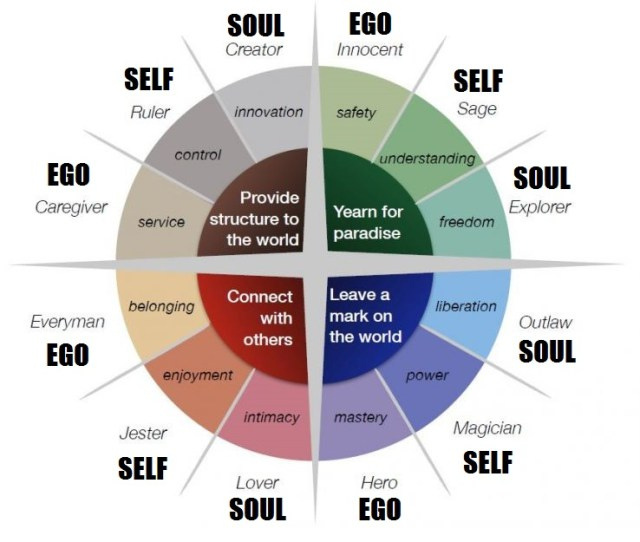 SOUL
Creator
EGO
Innocent
SELF
Ruler
SELF
Sage
innovation
safety
control
understanding
EGO
Caregiver
SOUL
Explorer
service
freedom
Provide
structure to
the world
Yearn for
paradise
Connect
with
others
Leave a
mark on
the world
belonging
liberation
Everyman
EGO
Outlaw
SOUL
enjoyment
power
intimacy
mastery
Jester
SELF
Magician
SELF
Lover
SOUL
Hero
EGO